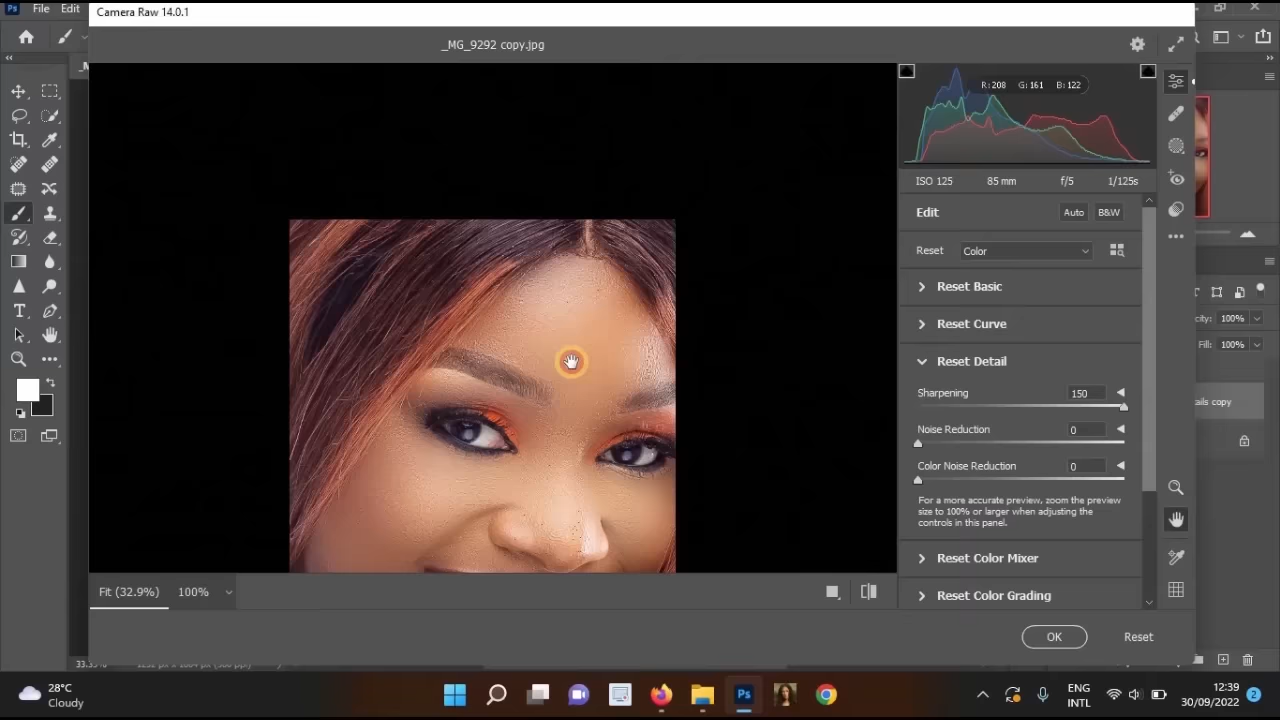 Ps File Edit
Camera Raw 14.0.1
_MG_9292 copy.jpg
R:208 G:161 B:122
ISO 125 85 mm f/5 1/125s
Edit Auto B&W
Reset Color
Reset Basic
Reset Curve
Reset Detail
Sharpening 150
Noise Reduction 0
Color Noise Reduction 0
For a more accurate preview, zoom the preview
size to 100% or larger when adjusting the
controls in this panel.
Reset Color Mixer
Reset Color Grading
Fit (32.9%) 100%
OK Reset
100%
Fill: 100%
ails copy
28°C
Cloudy
Ps
ENG
INTL
12:39
30/09/2022
2